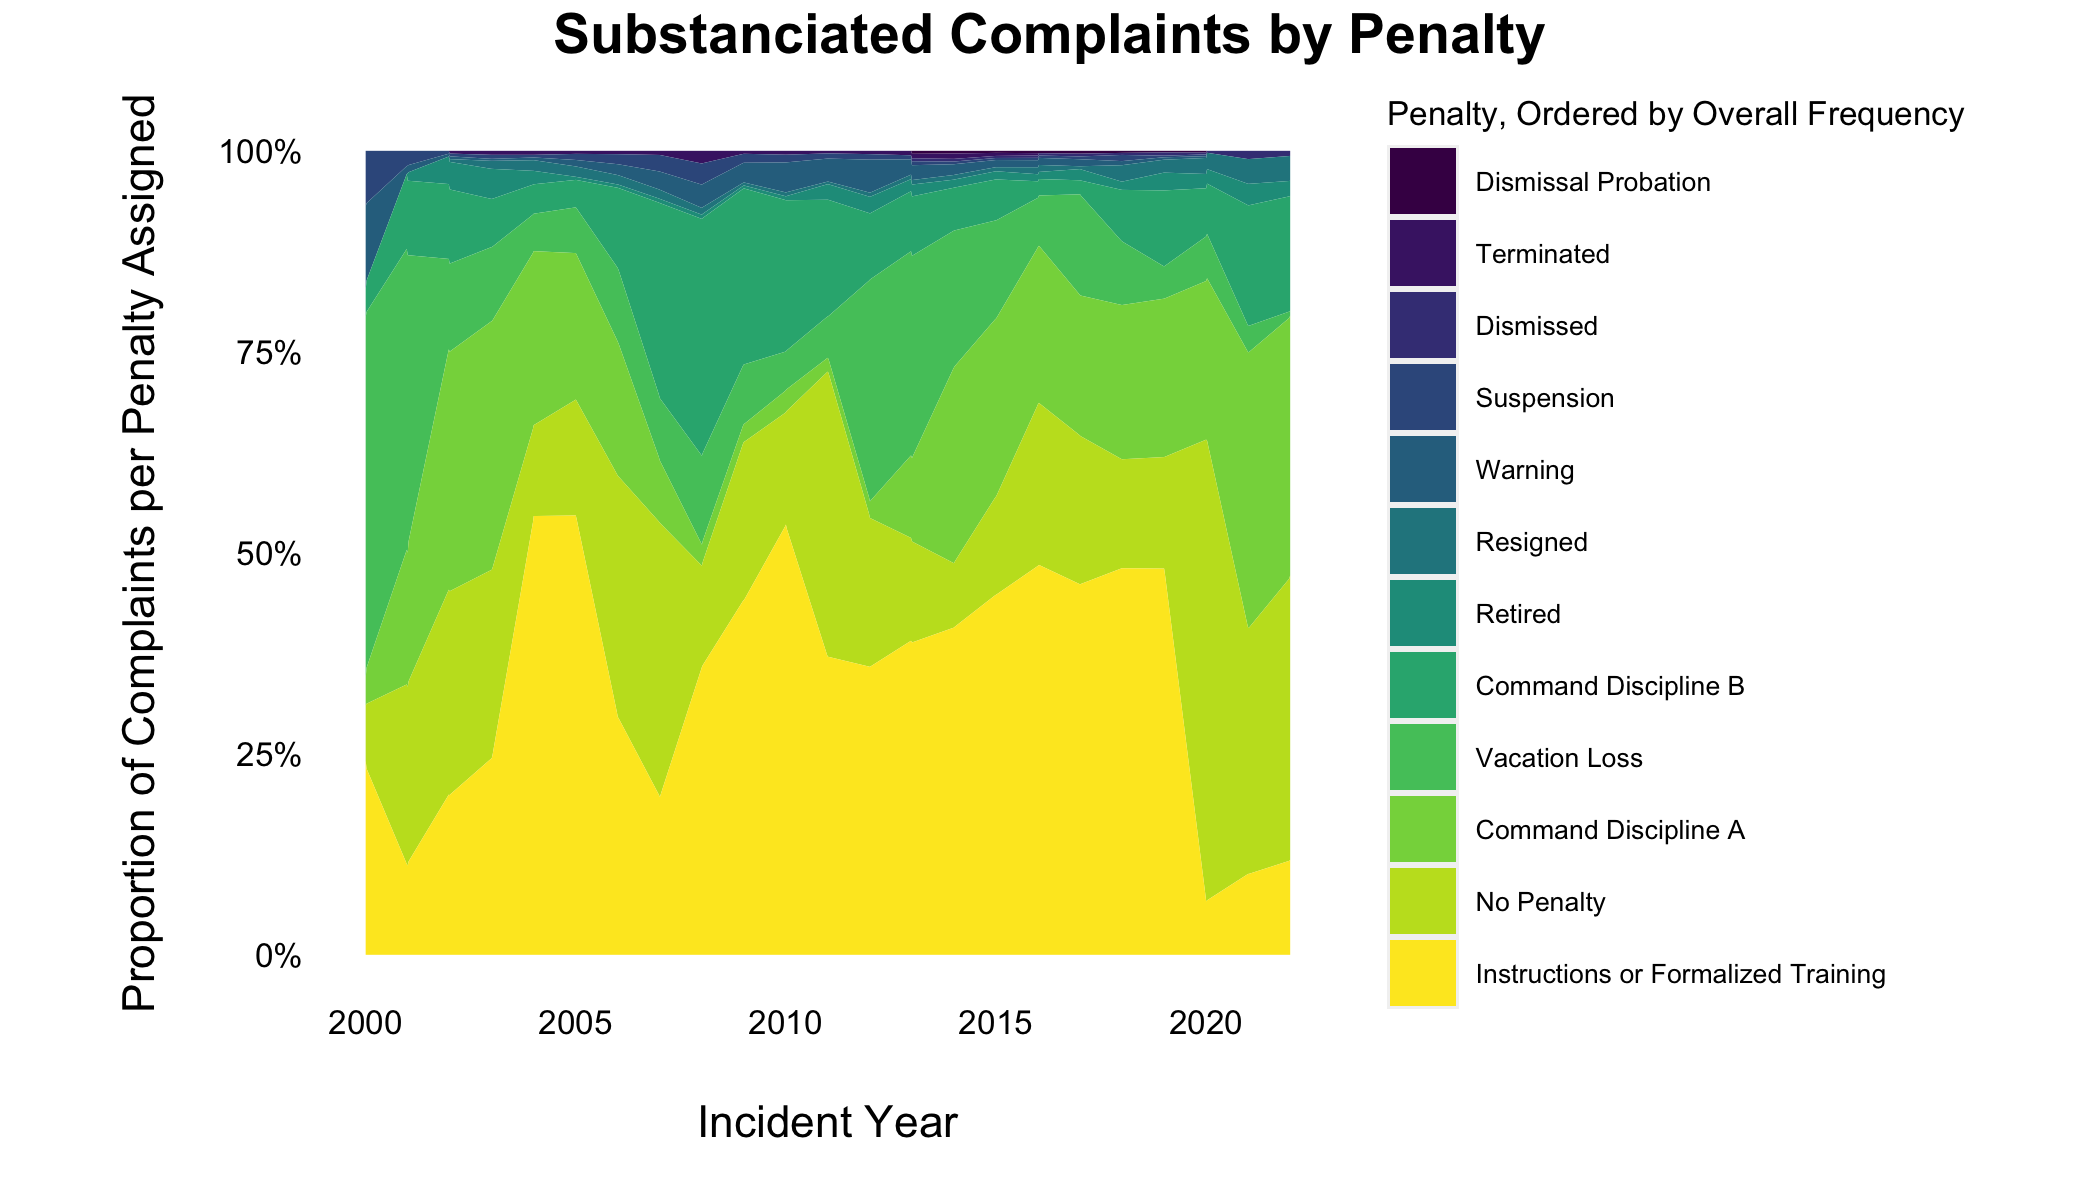 Substanciated Complaints by Penalty
Proportion of Complaints per Penalty Assigned
100%
75%
50%
25%
0%
2000 2005 2010 2015 2020
Incident Year
Penalty, Ordered by Overall Frequency
Dismissal Probation
Terminated
Dismissed
Suspension
Warning
Resigned
Retired
Command Discipline B
Vacation Loss
Command Discipline A
No Penalty
Instructions or Formalized Training